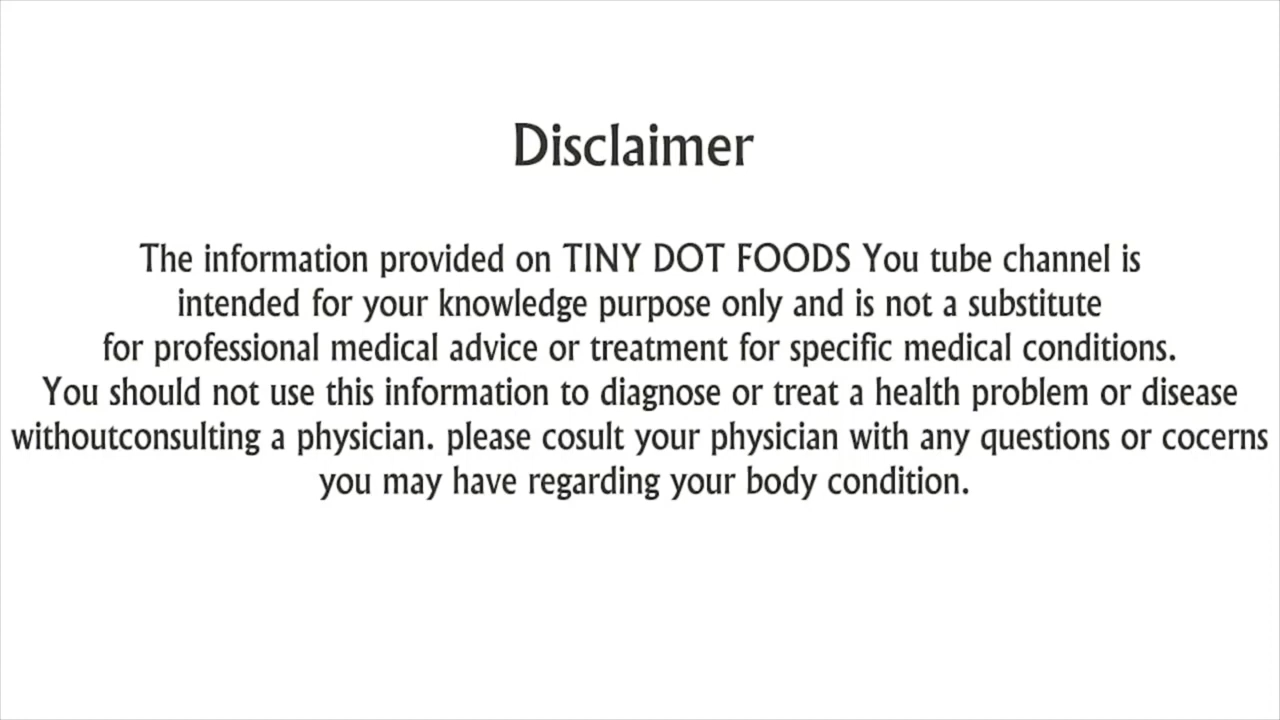 Disclaimer
The information provided on TINY DOT FOODS You tube channel is
intended for your knowledge purpose only and is not a substitute
for professional medical advice or treatment for specific medical conditions.
You should not use this information to diagnose or treat a health problem or disease
withoutconsulting a physician. please cosult your physician with any questions or cocerns
you may have regarding your body condition.